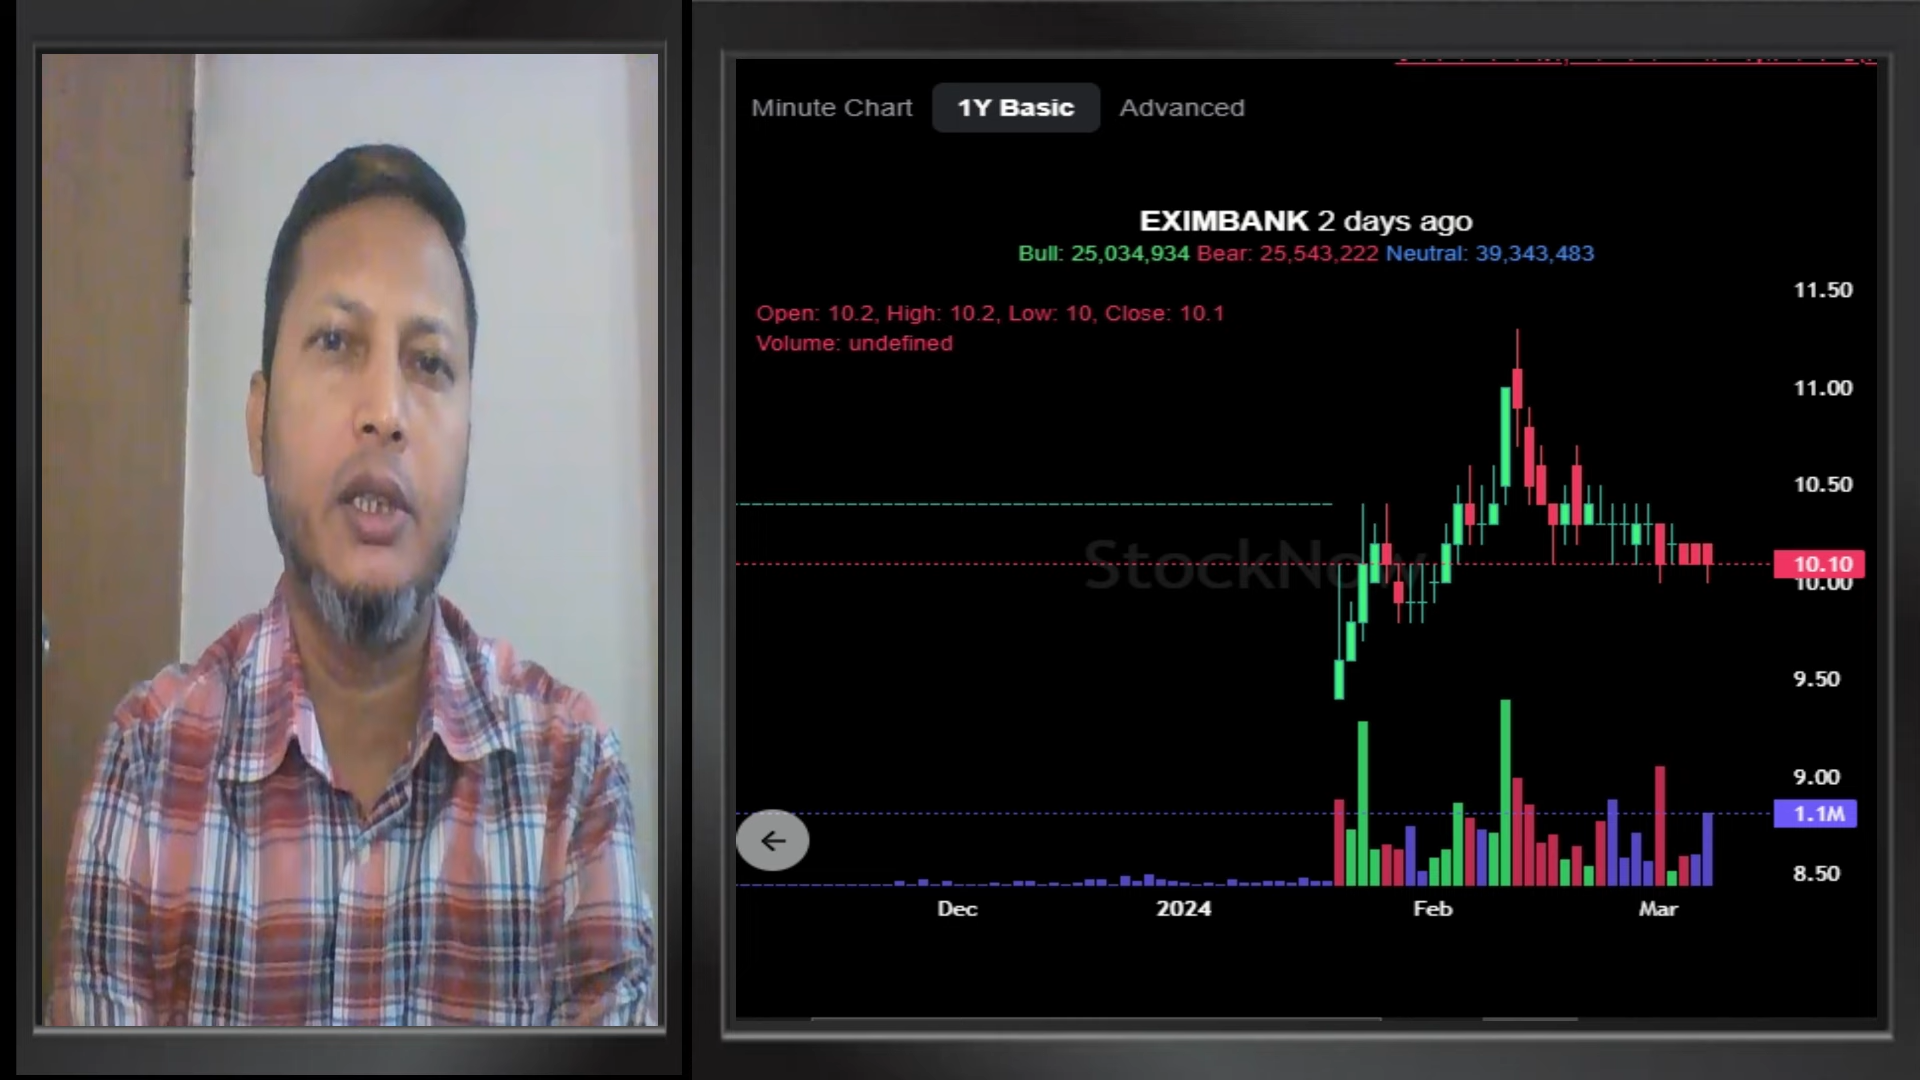 Minute Chart 1Y Basic Advanced
EXIMBANK 2 days ago
Bull: 25,034,934 Bear: 25,543,222 Neutral: 39,343,483
Open: 10.2, High: 10.2, Low: 10, Close: 10.1
Volume: undefined
11.50
11.00
10.50
StockNow
10.10
10.00
9.50
9.00
1.1M
8.50
Dec 2024 Feb Mar